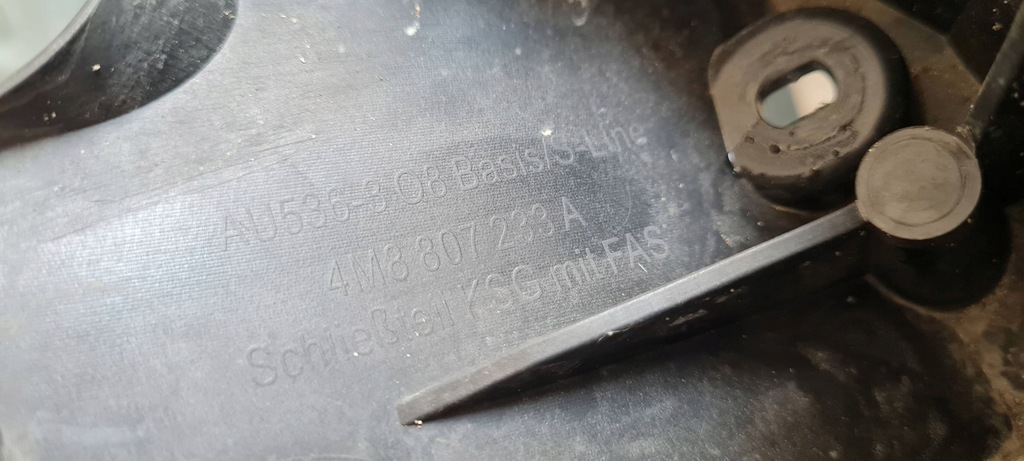 AU536-3 Q8 Basis/S-Line
4M8 807 233 A
Schließteil KSG mit FAS